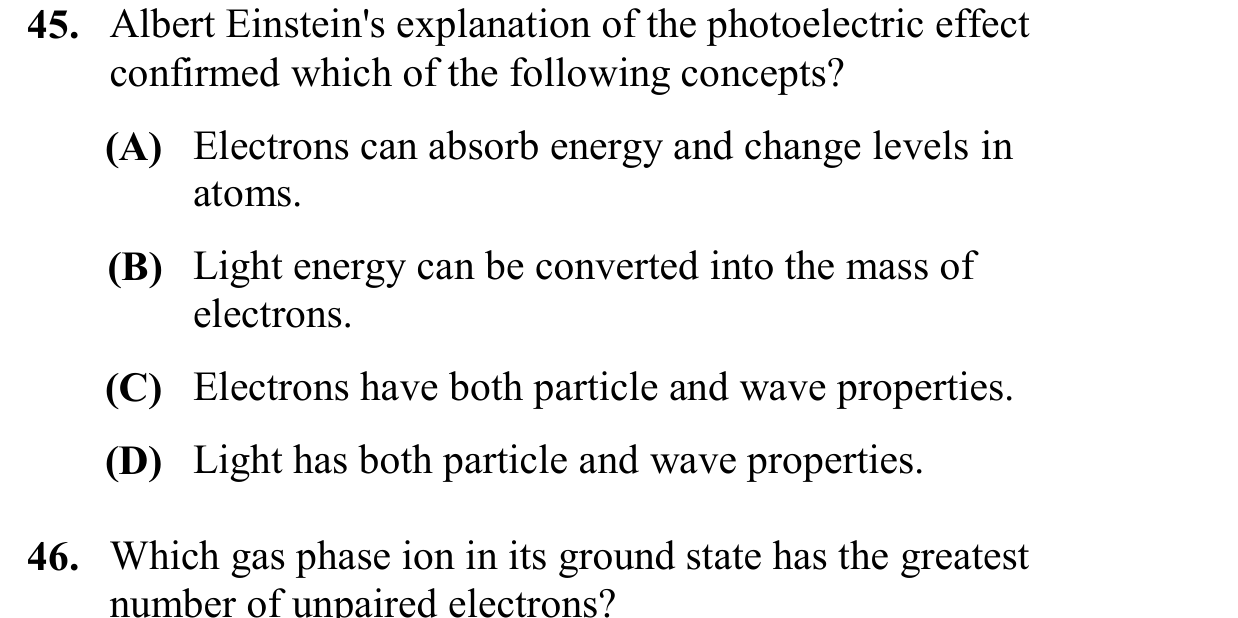 45. Albert Einstein's explanation of the photoelectric effect
confirmed which of the following concepts?
(A) Electrons can absorb energy and change levels in
atoms.
(B) Light energy can be converted into the mass of
electrons.
(C) Electrons have both particle and wave properties.
(D) Light has both particle and wave properties.
46. Which gas phase ion in its ground state has the greatest
number of unpaired electrons?